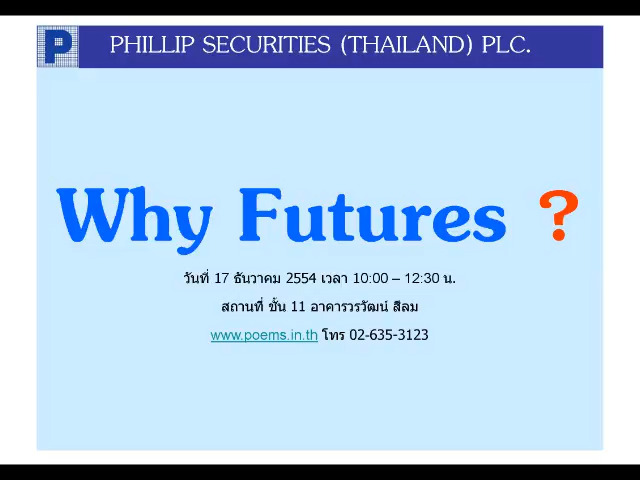 P
PHILLIP SECURITIES (THAILAND) PLC.
Why Futures ?
วันที่ 17 ธันวาคม 2554 เวลา 10:00 – 12:30 น.
สถานที่ ชั้น 11 อาคารวรวัฒน์ สีลม
www.poems.in.th โทร 02-635-3123